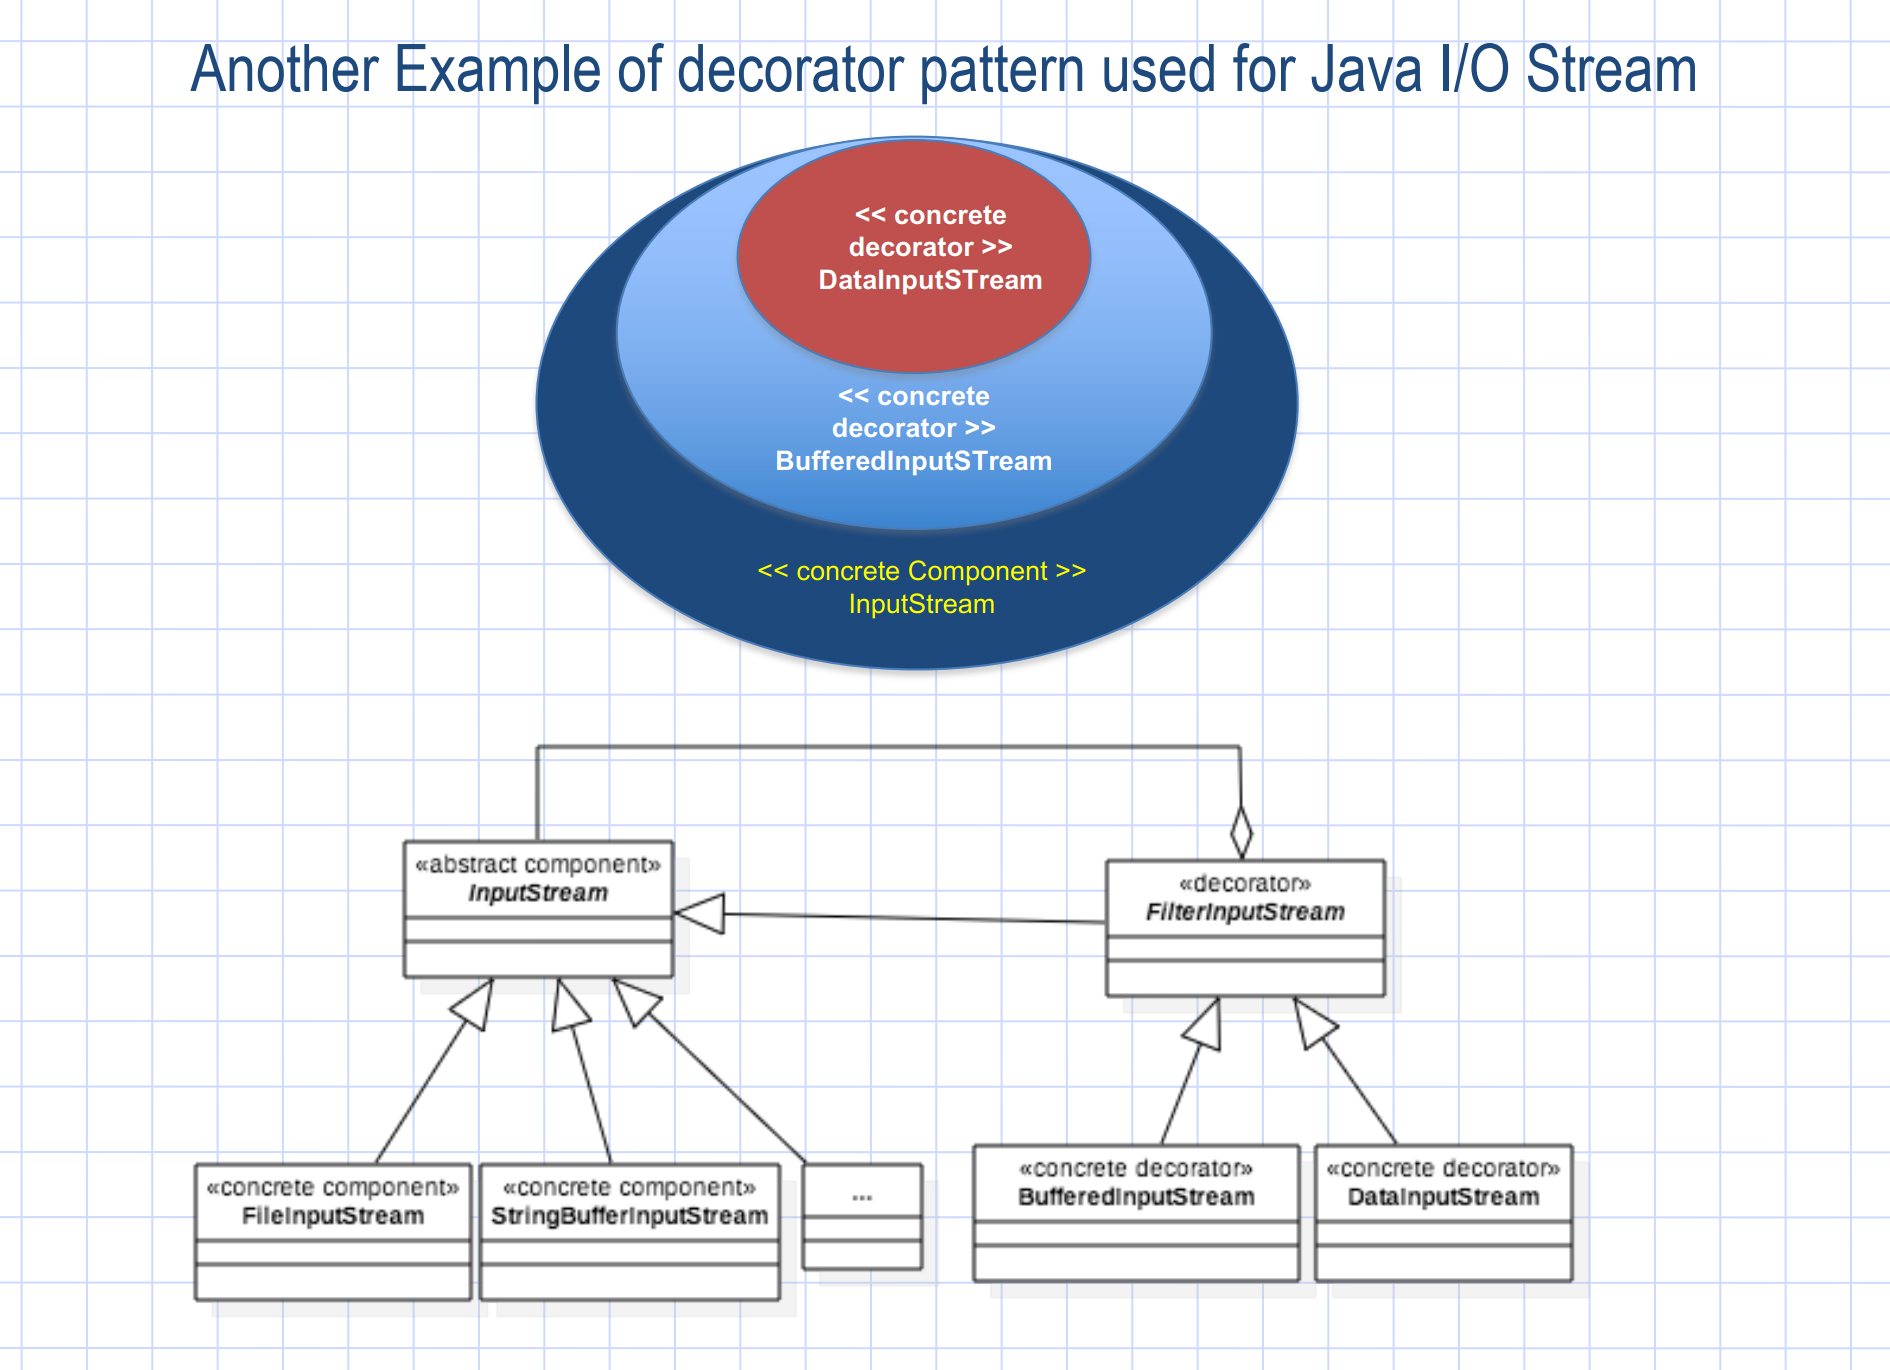 Another Example of decorator pattern used for Java I/O Stream
<< concrete
decorator >>
DataInputSTream
<< concrete
decorator >>
BufferedInputSTream
<< concrete Component >>
InputStream
«abstract component»
InputStream
«decorator»
FilterInputStream
«concrete component»
FileInputStream
«concrete component»
StringBufferInputStream
...
«concrete decorator»
BufferedInputStream
«concrete decorator»
DataInputStream